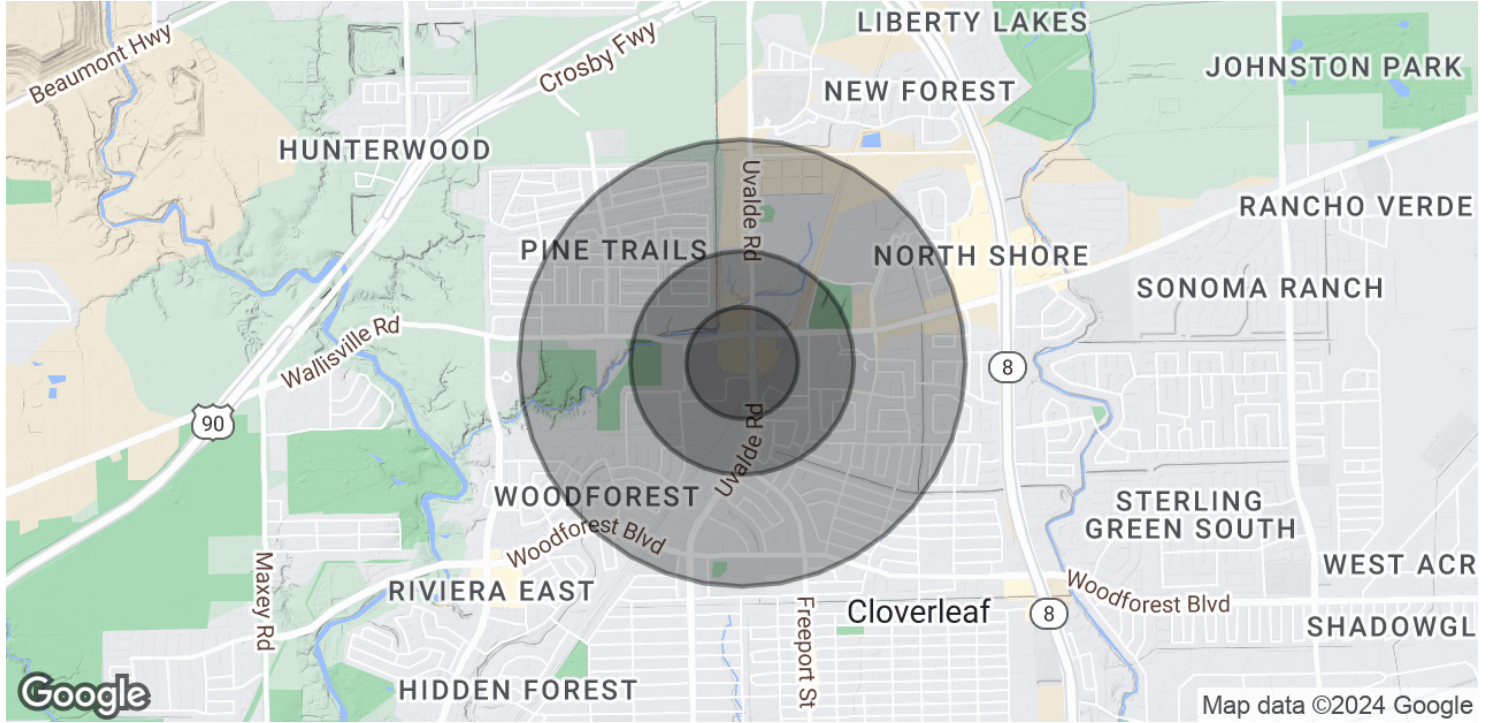 LIBERTY LAKES
Beaumont Hwy
Crosby Fwy
JOHNSTON PARK
NEW FOREST
HUNTERWOOD
Uvalde Rd
RANCHO VERDE
PINE TRAILS
NORTH SHORE
SONOMA RANCH
Wallisville Rd
8
90
Uvalde Rd
WOODFOREST
STERLING
GREEN SOUTH
Woodforest Blvd
WEST ACR
Maxey Rd
RIVIERA EAST
Woodforest Blvd
Freeport St
Cloverleaf
8
SHADOWGL
HIDDEN FOREST
Google
Map data ©2024 Google